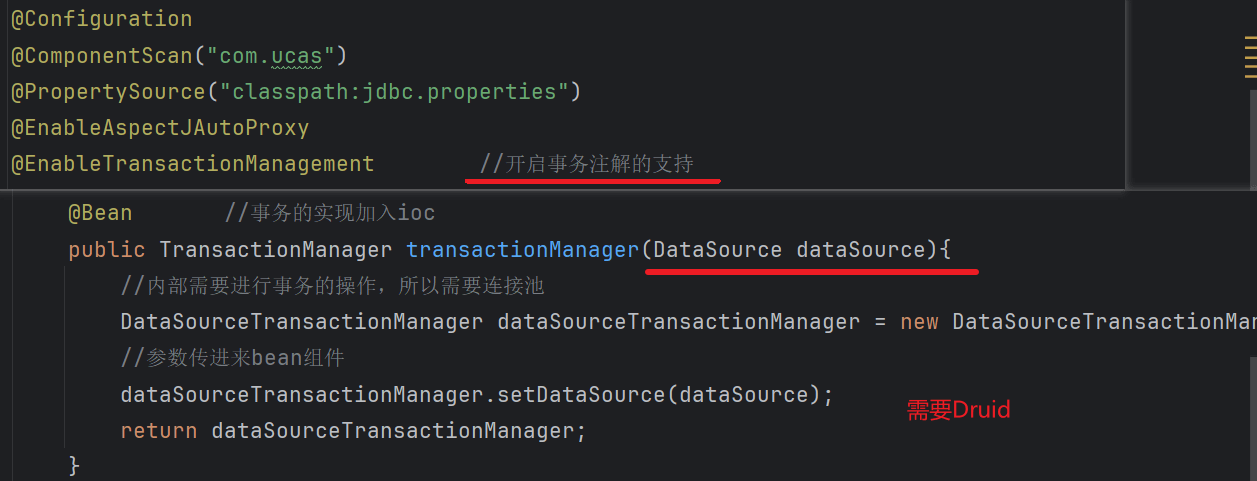 @Configuration
@ComponentScan("com.ucas")
@PropertySource("classpath:jdbc.properties")
@EnableAspectJAutoProxy
@EnableTransactionManagement //开启事务注解的支持
@Bean //事务的实现加入ioc
public TransactionManager transactionManager(DataSource dataSource){
//内部需要进行事务的操作，所以需要连接池
DataSourceTransactionManager dataSourceTransactionManager = new DataSourceTransactionMan
//参数传进来bean组件
dataSourceTransactionManager.setDataSource(dataSource);
需要Druid
return dataSourceTransactionManager;
}